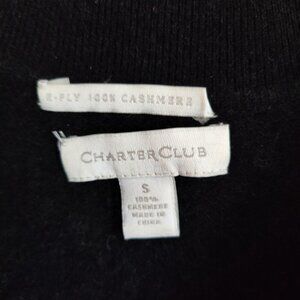 2-PLY 100% CASHMERE
CHARTER CLUB
S
100%
CASHMERE
MADE IN
CHINA